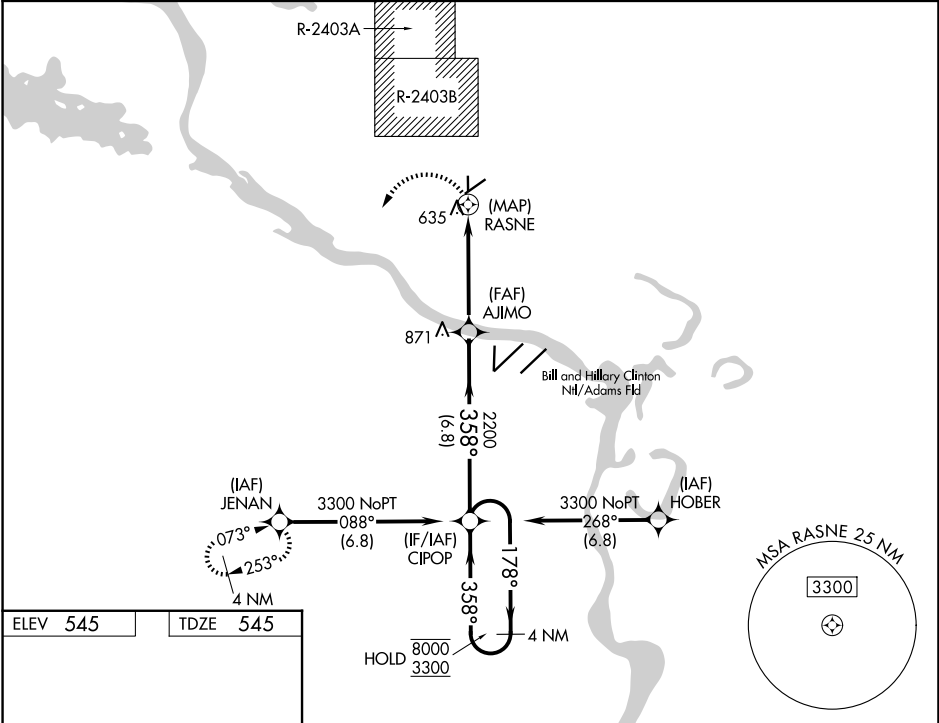 R-2403A
R-2403B
635
(MAP)
RASNE
(FAF)
AJIMO
871
Bill and Hillary Clinton
Ntl/Adams Fld
2200
358°
(6.8)
(IAF)
JENAN
3300 NoPT
088°
(6.8)
(IF/IAF)
CIPOP
3300 NoPT
268°
(6.8)
(IAF)
HOBER
073°
253°
4 NM
178°
358°
4 NM
HOLD
8000
3300
MSA RASNE 25 NM
3300
ELEV 545
TDZE 545